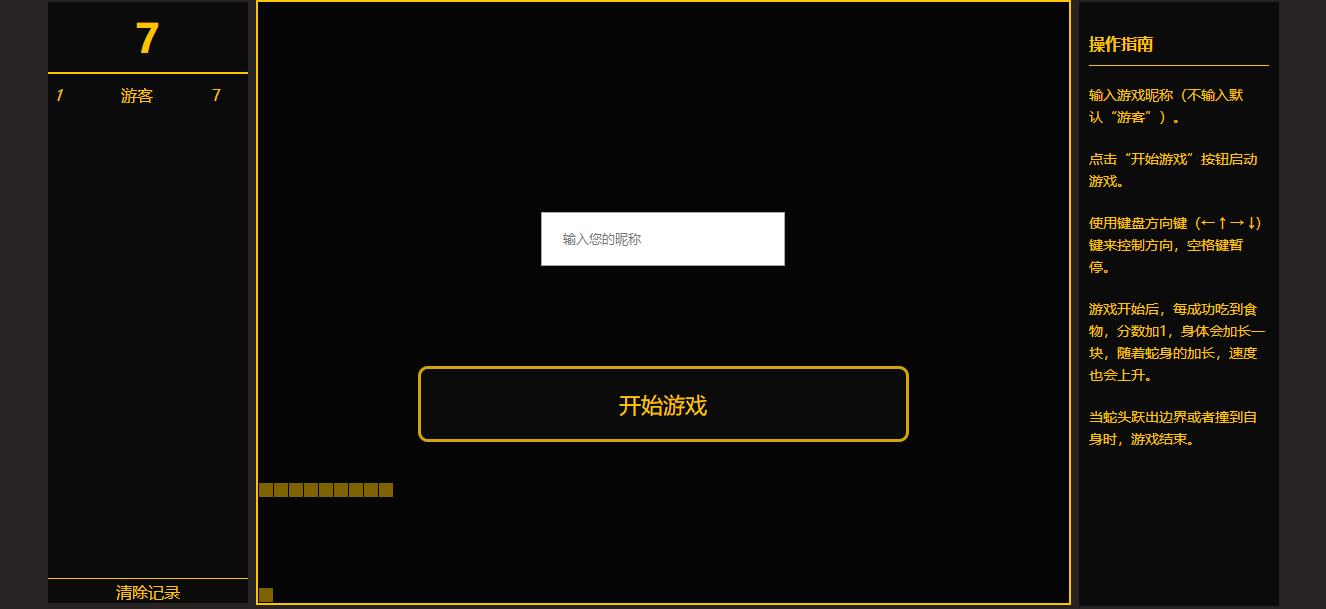 7
1 游客 7
清除记录
输入您的昵称
开始游戏
操作指南
输入游戏昵称（不输入默
认“游客”）。
点击“开始游戏”按钮启动
游戏。
使用键盘方向键（←↑→↓）
键来控制方向，空格键暂
停。
游戏开始后，每成功吃到食
物，分数加1，身体会加长一
块，随着蛇身的加长，速度
也会上升。
当蛇头跃出边界或者撞到自
身时，游戏结束。